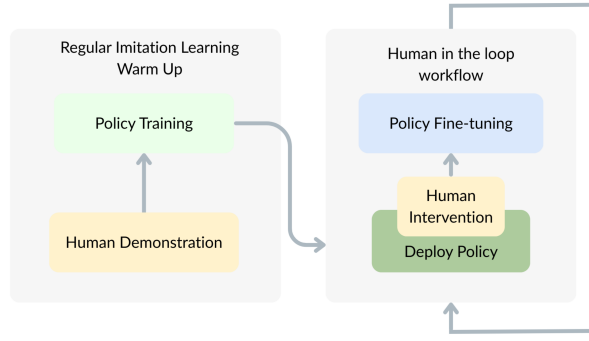 Regular Imitation Learning
Warm Up
Policy Training
Human Demonstration
Human in the loop
workflow
Policy Fine-tuning
Human
Intervention
Deploy Policy